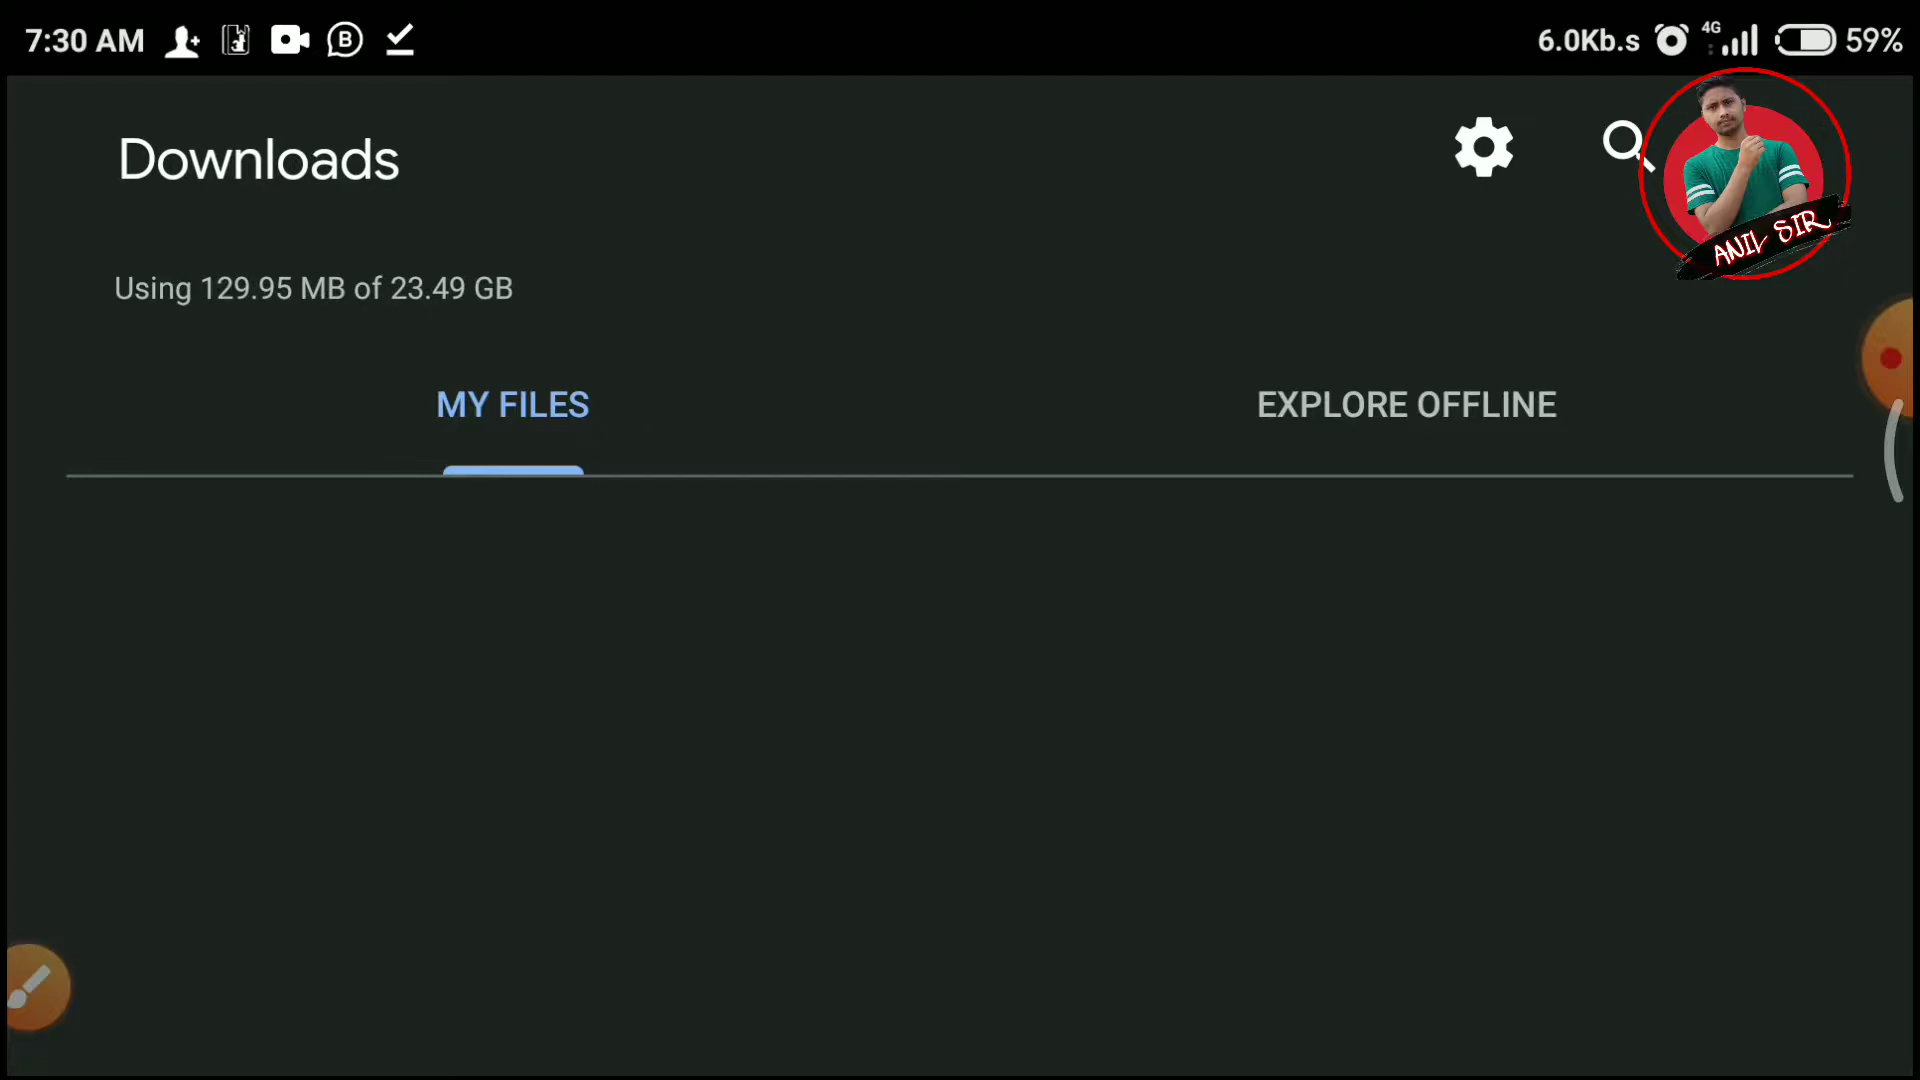 7:30 AM B 6.0Kb.s 4G 59%
Downloads
ANIL SIR
Using 129.95 MB of 23.49 GB
MY FILES EXPLORE OFFLINE